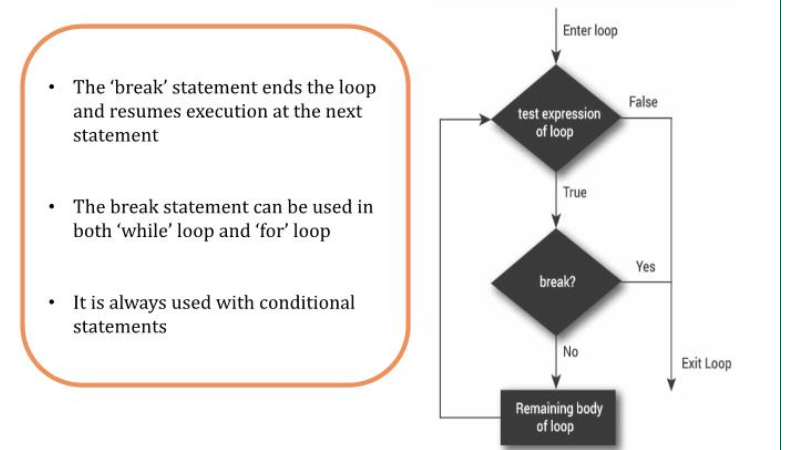 • The ‘break’ statement ends the loop
and resumes execution at the next
statement
• The break statement can be used in
both ‘while’ loop and ‘for’ loop
• It is always used with conditional
statements
Enter loop
test expression
of loop
False
True
break?
Yes
No
Exit Loop
Remaining body
of loop